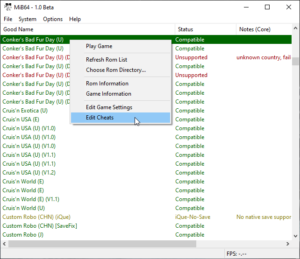 MiB64 - 1.0 Beta
File System Options Help
Good Name Status Notes (Core)
Conker's Bad Fur Day (U) Compatible
Conker's Bad Fur Day (U) Compatible
Conker's Bad Fur Day (U) Unsupported unknown country, fail
Conker's Bad Fur Day (U) Compatible
Conker's Bad Fur Day (U) Unsupported
Conker's Bad Fur Day (U) Compatible
Conker's Bad Fur Day (U) Compatible
Conker's Bad Fur Day (U) Compatible
Play Game
Refresh Rom List
Choose Rom Directory...
Rom Information
Game Information
Edit Game Settings
Edit Cheats
Cruis'n Exotica (U) Compatible
Cruis'n USA (E) Compatible
Cruis'n USA (U) (V1.0) Compatible
Cruis'n USA (U) (V1.0) Compatible
Cruis'n USA (U) (V1.1) Compatible
Cruis'n USA (U) (V1.2) Compatible
Cruis'n World (E) Compatible
Cruis'n World (E) Compatible
Cruis'n World (E) (V1.1) Compatible
Cruis'n World (U) Compatible
Custom Robo (CHN) (iQue) iQue-No-Save No native save suppor
Custom Robo (CHN) [SaveFix] Compatible
Custom Robo (J) Compatible
FPS: -.--